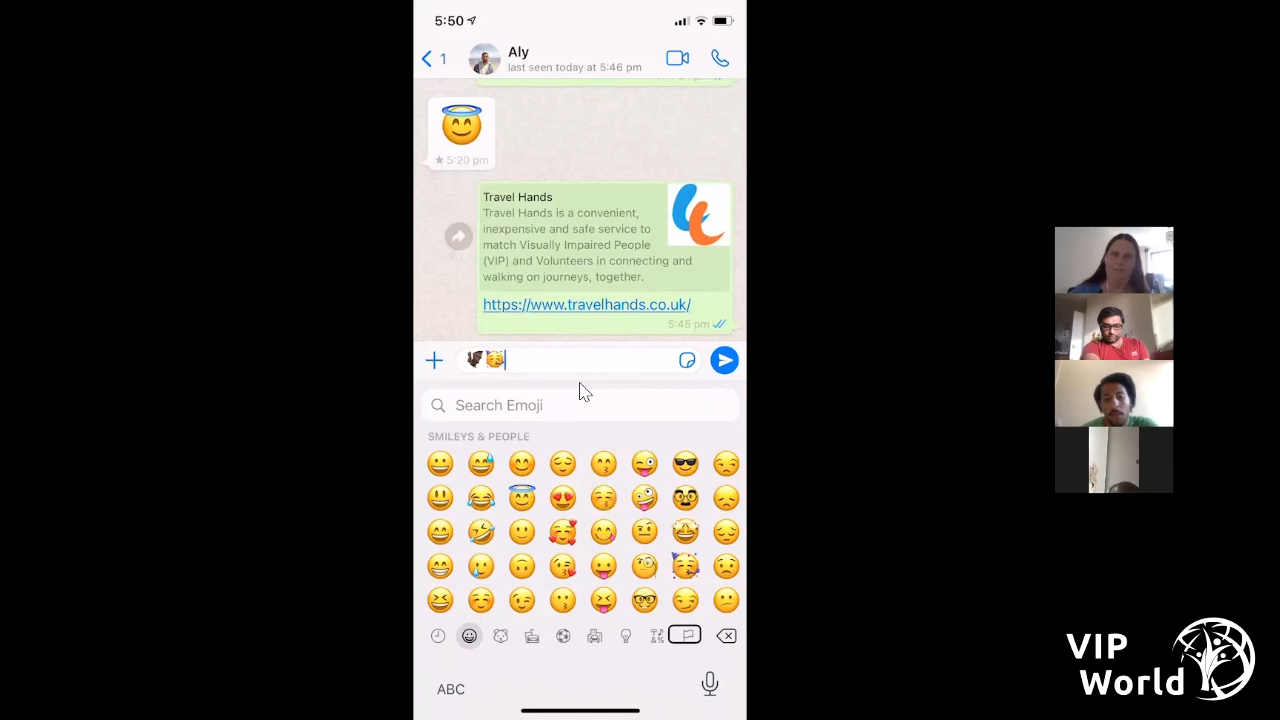 5:50
1
Aly
last seen today at 5:46 pm
5:20 pm
Travel Hands
Travel Hands is a convenient,
inexpensive and safe service to
match Visually Impaired People
(VIP) and Volunteers in connecting and
walking on journeys, together.
https://www.travelhands.co.uk/
5:45 pm
Search Emoji
SMILEYS & PEOPLE
ABC
VIP
World